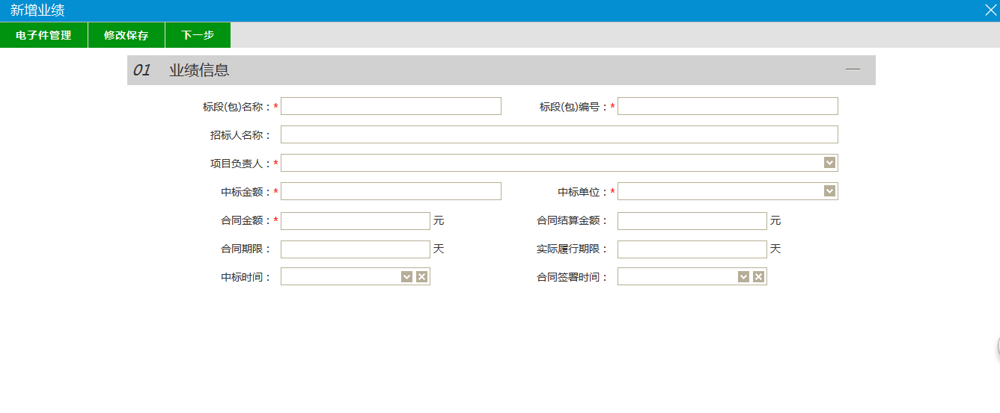 新增业绩
电子件管理 修改保存 下一步
01 业绩信息
标段(包)名称：* 标段(包)编号：*
招标人名称：
项目负责人：*
中标金额：* 中标单位：*
合同金额：* 元 合同结算金额： 元
合同期限： 天 实际履行期限： 天
中标时间： 合同签署时间：